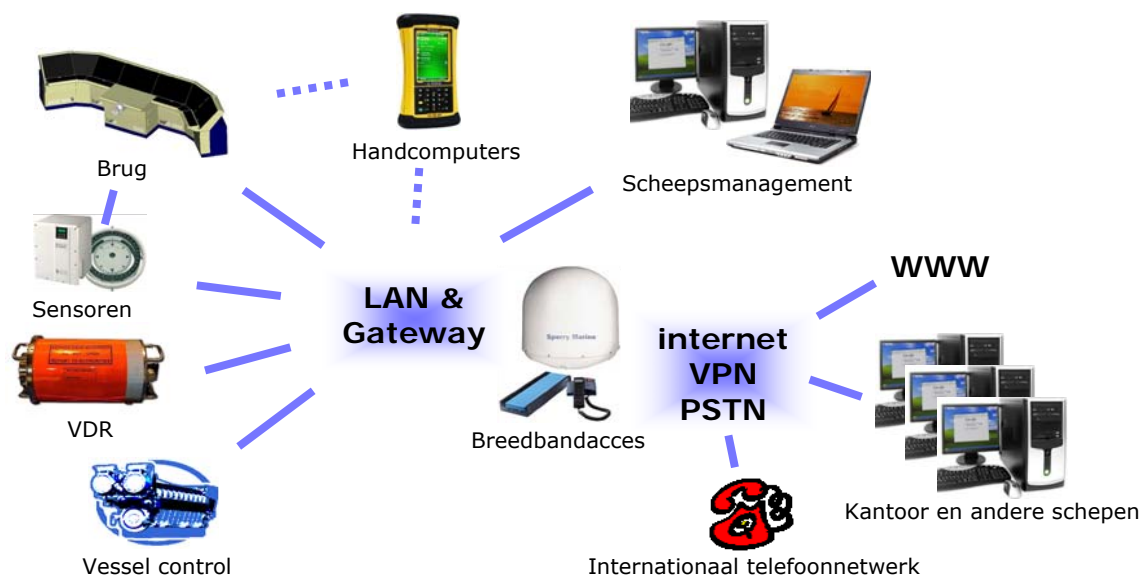 Brug
Handcomputers
Scheepsmanagement
Sensoren
LAN &
Gateway
WWW
internet
VPN
PSTN
VDR
Breedbandacces
Vessel control
Internationaal telefoonnetwerk
Kantoor en andere schepen